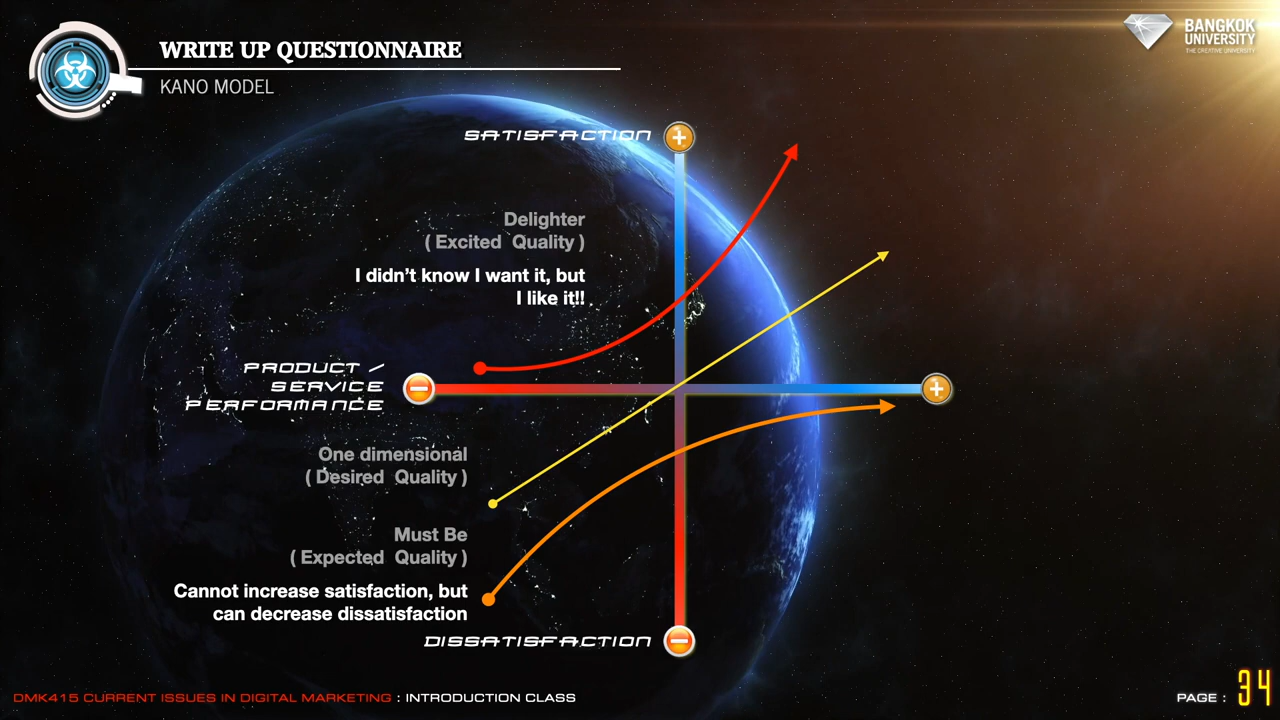 WRITE UP QUESTIONNAIRE
KANO MODEL
BANGKOK
UNIVERSITY
THE CREATIVE UNIVERSITY
SATISFACTION
Delighter
( Excited Quality )
I didn't know I want it, but
I like it!!
PRODUCT /
SERVICE
PERFORMANCE
One dimensional
( Desired Quality )
Must Be
( Expected Quality )
Cannot increase satisfaction, but
can decrease dissatisfaction
DISSATISFACTION
DMK415 CURRENT ISSUES IN DIGITAL MARKETING : INTRODUCTION CLASS
PAGE : 34